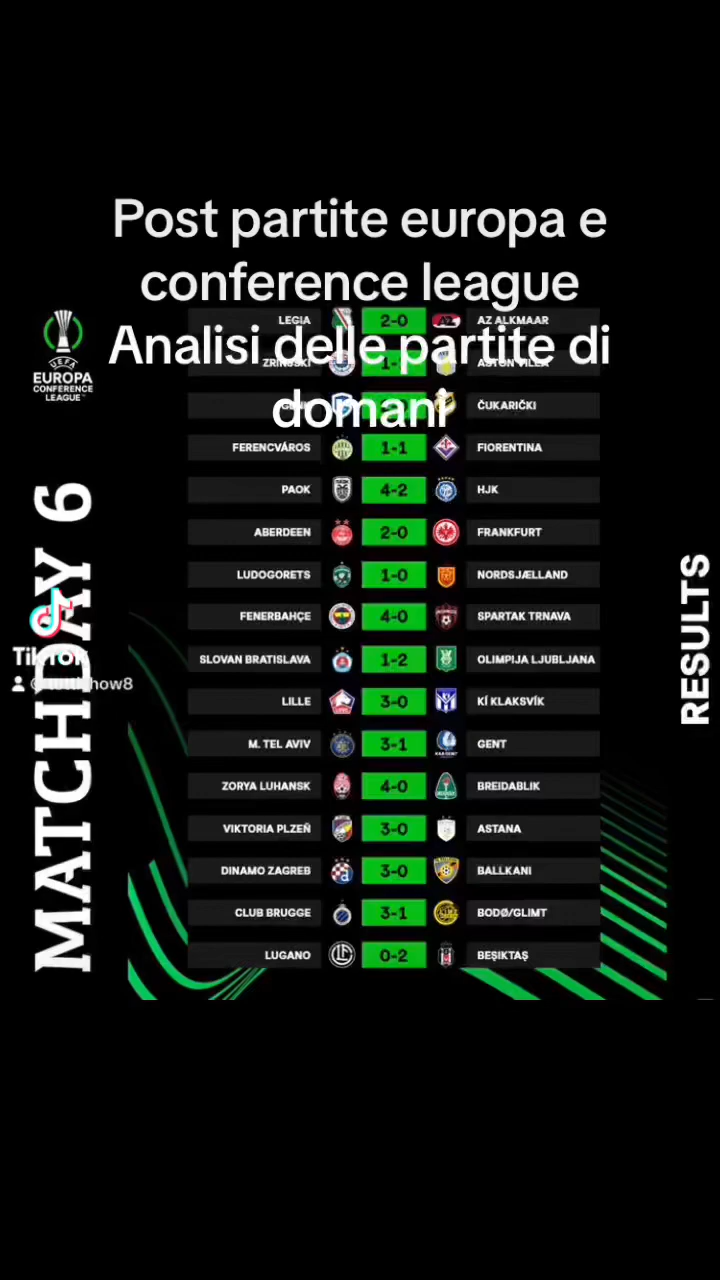 Post partite europa e
conference league
Analisi delle partite di
domani
UEFA
EUROPA
CONFERENCE
LEAGUE
MATCHDAY 6
RESULTS
LEGIA 2-0 AZ ALKMAAR
ZRINJSKI ASTON VILLA
ČUKARIČKI
FERENCVÁROS 1-1 FIORENTINA
PAOK 4-2 HJK
ABERDEEN 2-0 FRANKFURT
LUDOGORETS 1-0 NORDSJÆLLAND
FENERBAHÇE 4-0 SPARTAK TRNAVA
SLOVAN BRATISLAVA 1-2 OLIMPIJA LJUBLJANA
LILLE 3-0 KÍ KLAKSVÍK
M. TEL AVIV 3-1 GENT
ZORYA LUHANSK 4-0 BREIDABLIK
VIKTORIA PLZEŇ 3-0 ASTANA
DINAMO ZAGREB 3-0 BALLKANI
CLUB BRUGGE 3-1 BODØ/GLIMT
LUGANO 0-2 BEŞIKTAŞ
TikTok